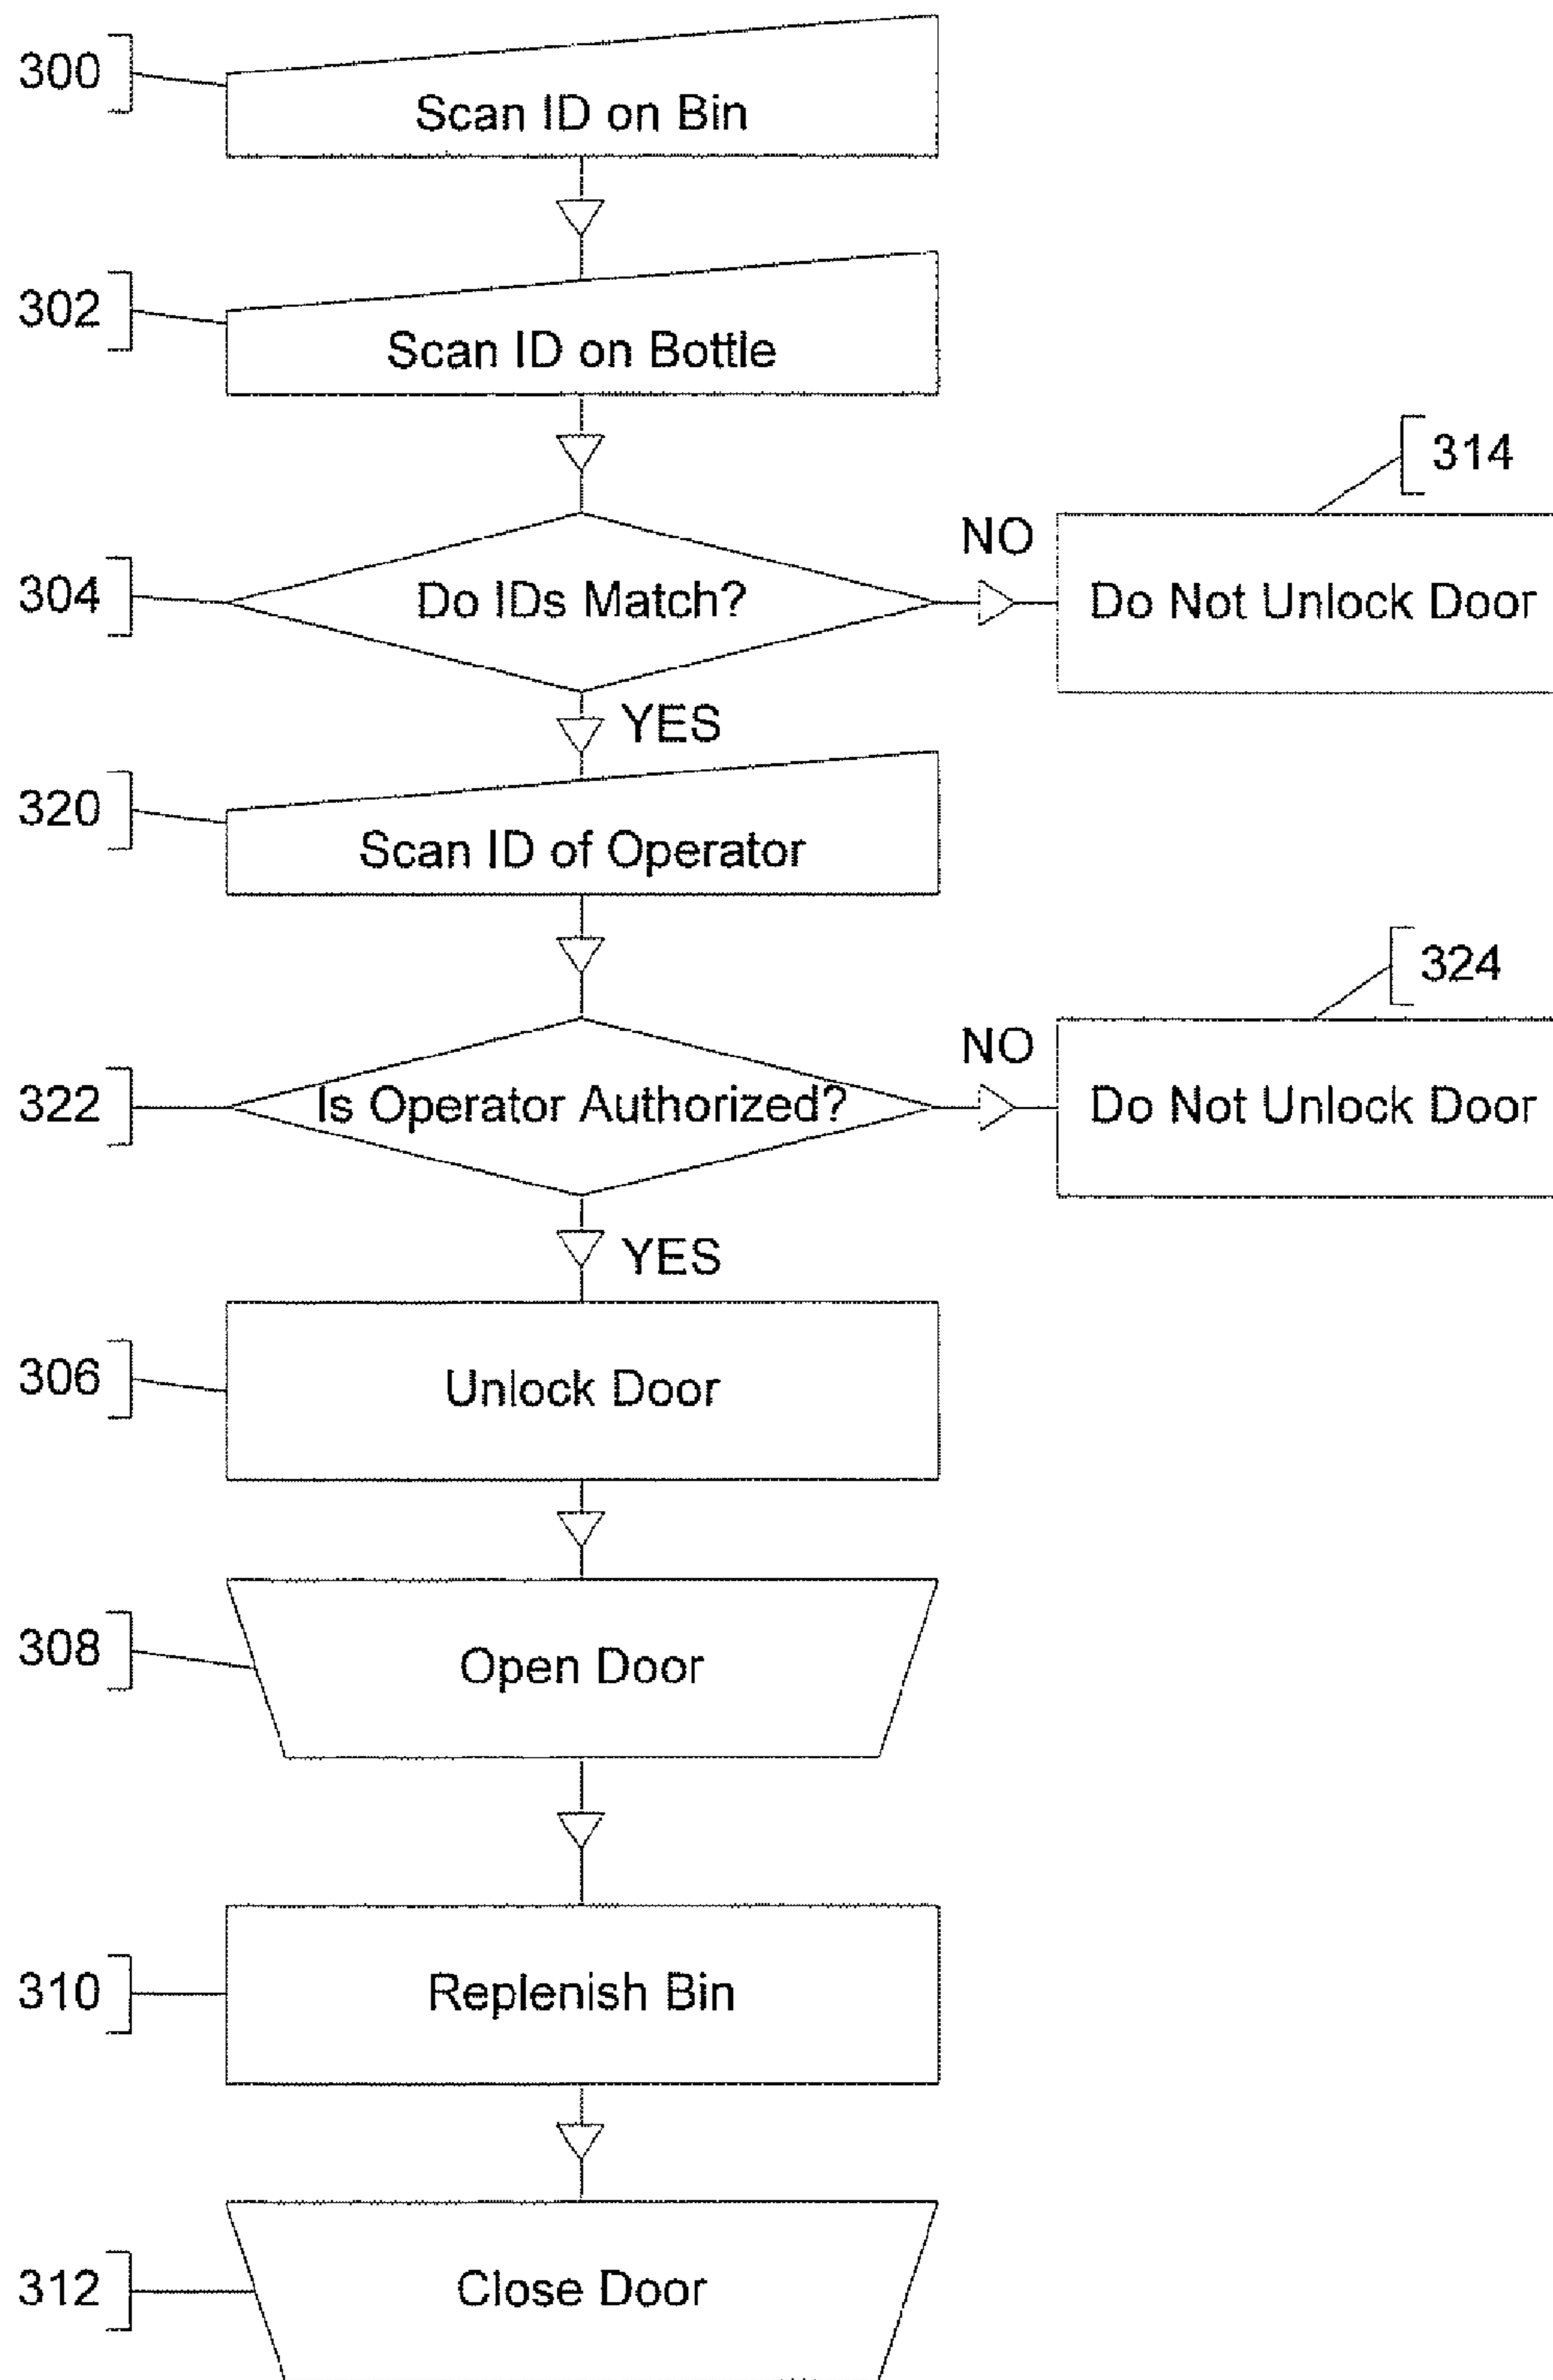 300
Scan ID on Bin
302
Scan ID on Bottle
314
NO
304
Do IDs Match?
Do Not Unlock Door
YES
320
Scan ID of Operator
324
NO
322
Is Operator Authorized?
Do Not Unlock Door
YES
306
Unlock Door
308
Open Door
310
Replenish Bin
312
Close Door